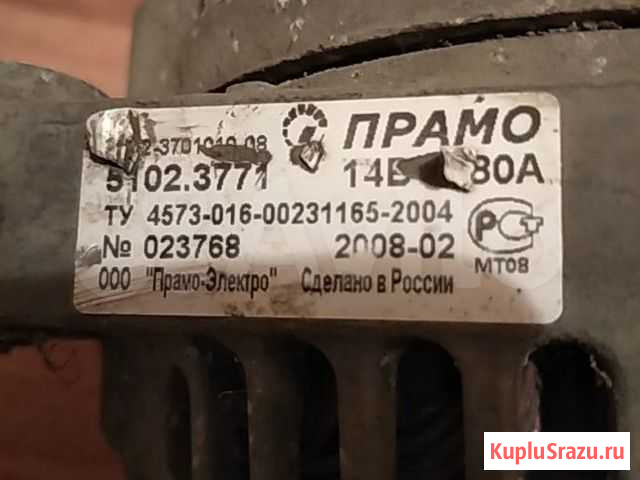 ПРАМО
5102.3771 14В 80А
ТУ 4573-016-00231165-2004
№ 023768 2008-02
РСТ
МТ08
ООО "Прамо-Электро" Сделано в России
KupluSrazu.ru